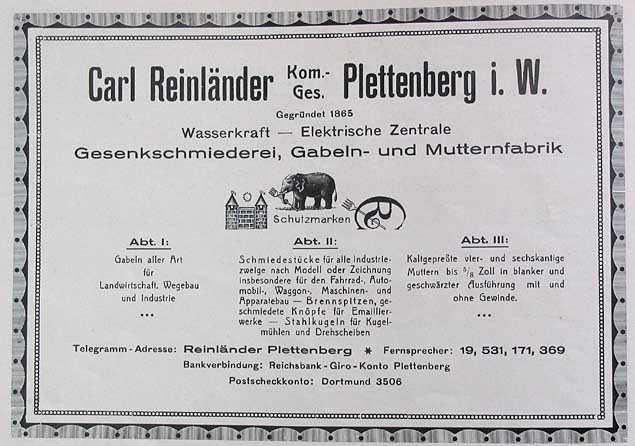 Carl Reinländer Kom.-Ges. Plettenberg i. W.
Gegründet 1865
Wasserkraft — Elektrische Zentrale
Gesenkschmiederei, Gabeln- und Mutternfabrik
Schutzmarken
Abt. I:
Gabeln aller Art
für
Landwirtschaft, Wegebau
und Industrie
Abt. II:
Schmiedestücke für alle Industrie-
zweige nach Modell oder Zeichnung
insbesondere für den Fahrrad-, Auto-
mobil-, Waggon-, Maschinen- und
Apparatebau — Brennspitzen, ge-
schmiedete Knöpfe für Emaillier-
werke — Stahlkugeln für Kugel-
mühlen und Drehscheiben
Abt. III:
Kaltgepreßte vier- und sechskantige
Muttern bis 5/8 Zoll in blanker und
geschwärzter Ausführung mit und
ohne Gewinde.
Telegramm-Adresse: Reinländer Plettenberg * Fernsprecher: 19, 531, 171, 369
Bankverbindung: Reichsbank-Giro-Konto Plettenberg
Postscheckkonto: Dortmund 3506